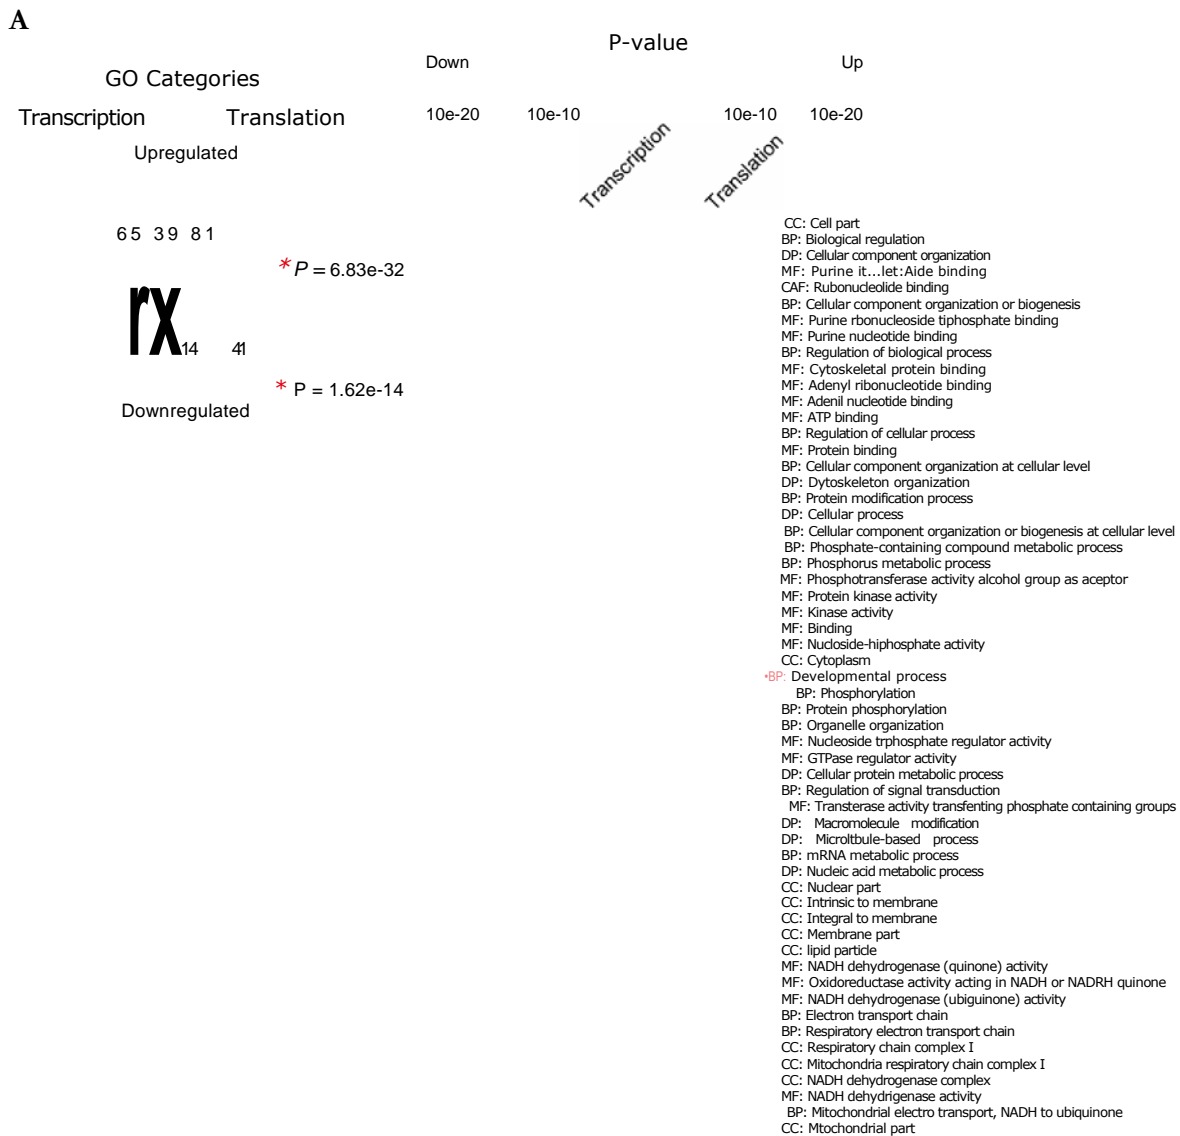 A
P-value
Down Up
GO Categories
Transcription Translation 10e-20 10e-10 10e-10 10e-20
Upregulated
Transcription Translation
65 39 81
* P = 6.83e-32
rx 14 41
* P = 1.62e-14
Downregulated
CC: Cell part
BP: Biological regulation
DP: Cellular component organization
MF: Purine it...let:Aide binding
CAF: Rubonucleolide binding
BP: Cellular component organization or biogenesis
MF: Purine rbonucleoside tiphosphate binding
MF: Purine nucleotide binding
BP: Regulation of biological process
MF: Cytoskeletal protein binding
MF: Adenyl ribonucleotide binding
MF: Adenil nucleotide binding
MF: ATP binding
BP: Regulation of cellular process
MF: Protein binding
BP: Cellular component organization at cellular level
DP: Dytoskeleton organization
BP: Protein modification process
DP: Cellular process
BP: Cellular component organization or biogenesis at cellular level
BP: Phosphate-containing compound metabolic process
BP: Phosphorus metabolic process
MF: Phosphotransferase activity alcohol group as aceptor
MF: Protein kinase activity
MF: Kinase activity
MF: Binding
MF: Nucloside-hiphosphate activity
CC: Cytoplasm
•BP: Developmental process
BP: Phosphorylation
BP: Protein phosphorylation
BP: Organelle organization
MF: Nucleoside trphosphate regulator activity
MF: GTPase regulator activity
DP: Cellular protein metabolic process
BP: Regulation of signal transduction
MF: Transterase activity transfenting phosphate containing groups
DP: Macromolecule modification
DP: Microltbule-based process
BP: mRNA metabolic process
DP: Nucleic acid metabolic process
CC: Nuclear part
CC: Intrinsic to membrane
CC: Integral to membrane
CC: Membrane part
CC: lipid particle
MF: NADH dehydrogenase (quinone) activity
MF: Oxidoreductase activity acting in NADH or NADRH quinone
MF: NADH dehydrogenase (ubiguinone) activity
BP: Electron transport chain
BP: Respiratory electron transport chain
CC: Respiratory chain complex I
CC: Mitochondria respiratory chain complex I
CC: NADH dehydrogenase complex
MF: NADH dehydrigenase activity
BP: Mitochondrial electro transport, NADH to ubiquinone
CC: Mtochondrial part